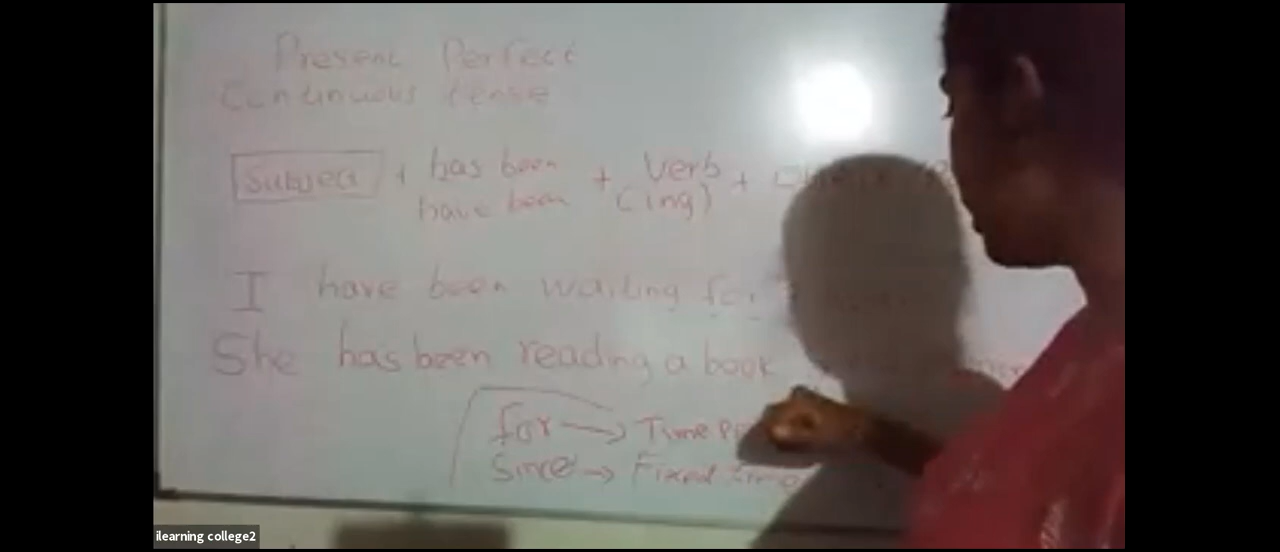 Present Perfect
Continuous tense
Subject + has been + Verb +
have been (ing)
I have been waiting for
She has been reading a book
for → Time
Since → Fixed time
ilearning college2